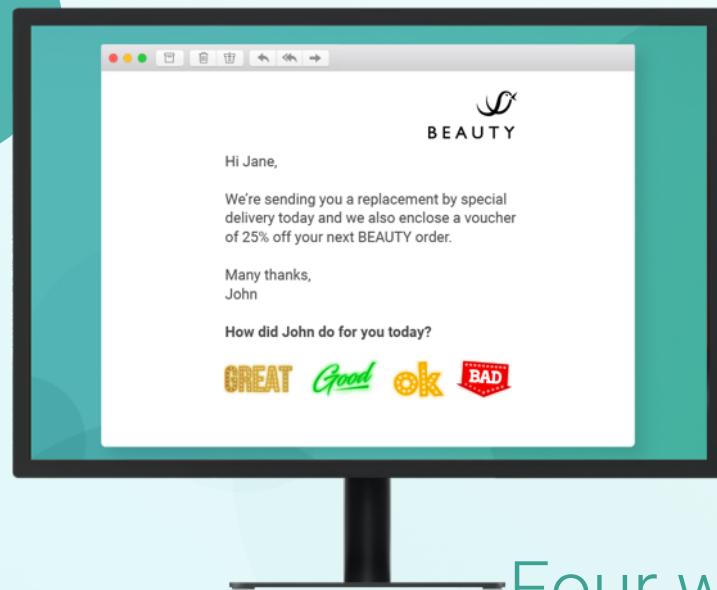 BEAUTY
Hi Jane,
We're sending you a replacement by special
delivery today and we also enclose a voucher
of 25% off your next BEAUTY order.
Many thanks,
John
How did John do for you today?
GREAT Good ok BAD
Four